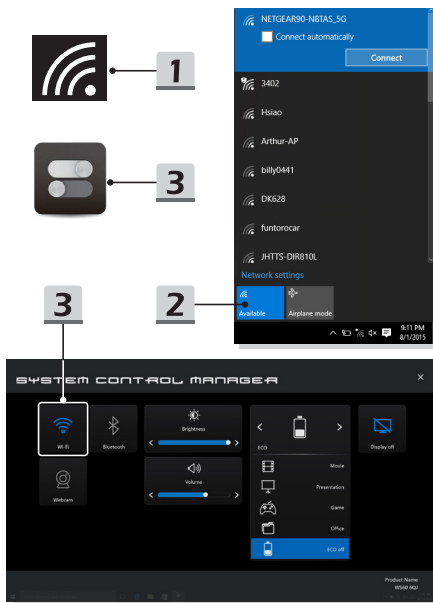 NETGEAR90-NBTAS_5G
Connect automatically
Connect
1
3402
Hsiao
Arthur-AP
3
billy0441
DK628
funtorocar
JHTTS-DIR810L
Network settings
3
2
Available
Airplane mode
9:11 PM
8/1/2015
SYSTEM CONTROL MANAGER
Wi-Fi
Bluetooth
Brightness
ECO
Display off
Webcam
Volume
Movie
Presentation
Game
Office
ECO off
Product Name
WS60 6QJ